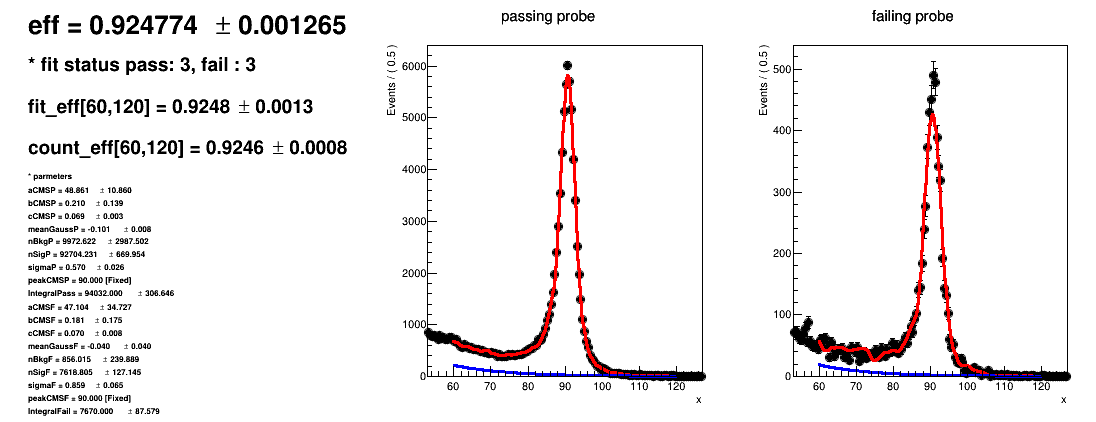 eff = 0.924774 ± 0.001265
* fit status pass: 3, fail : 3
fit_eff[60,120] = 0.9248 ± 0.0013
count_eff[60,120] = 0.9246 ± 0.0008
* parmeters
aCMSP = 48.861 ± 10.860
bCMSP = 0.210 ± 0.139
cCMSP = 0.069 ± 0.003
meanGaussP = -0.101 ± 0.008
nBkgP = 9972.622 ± 2987.502
nSigP = 92704.231 ± 669.954
sigmaP = 0.570 ± 0.026
peakCMSP = 90.000 [Fixed]
IntegralPass = 94032.000 ± 306.646
aCMSF = 47.104 ± 34.727
bCMSF = 0.181 ± 0.175
cCMSF = 0.070 ± 0.008
meanGaussF = -0.040 ± 0.040
nBkgF = 856.015 ± 239.889
nSigF = 7618.805 ± 127.145
sigmaF = 0.859 ± 0.065
peakCMSF = 90.000 [Fixed]
IntegralFail = 7670.000 ± 87.579
passing probe
Events / ( 0.5 )
6000
5000
4000
3000
2000
1000
0
60 70 80 90 100 110 120
x
failing probe
Events / ( 0.5 )
500
400
300
200
100
0
60 70 80 90 100 110 120
x